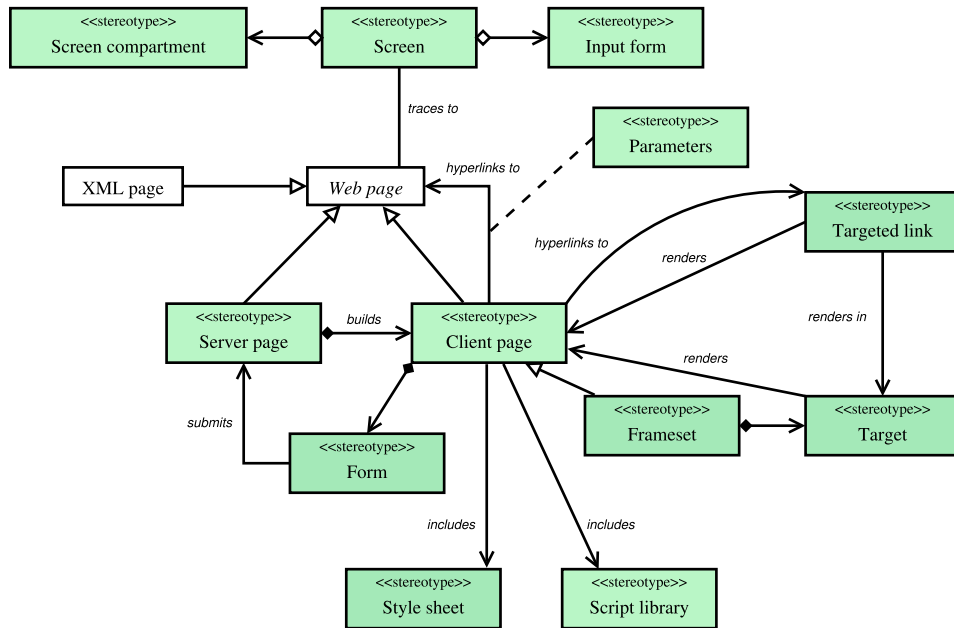 <<stereotype>>
Screen compartment
<<stereotype>>
Screen
<<stereotype>>
Input form
traces to
<<stereotype>>
Parameters
XML page
Web page
hyperlinks to
<<stereotype>>
Targeted link
hyperlinks to
renders
<<stereotype>>
Server page
builds
<<stereotype>>
Client page
renders in
renders
submits
<<stereotype>>
Form
<<stereotype>>
Frameset
<<stereotype>>
Target
includes
includes
<<stereotype>>
Style sheet
<<stereotype>>
Script library